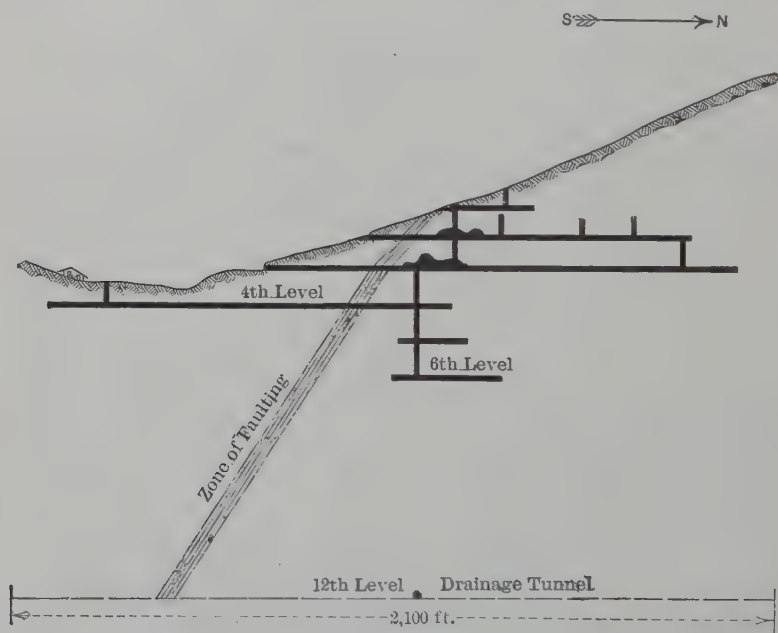 S N
4th Level
6th Level
Zone of Faulting
12th Level Drainage Tunnel
2,100 ft.